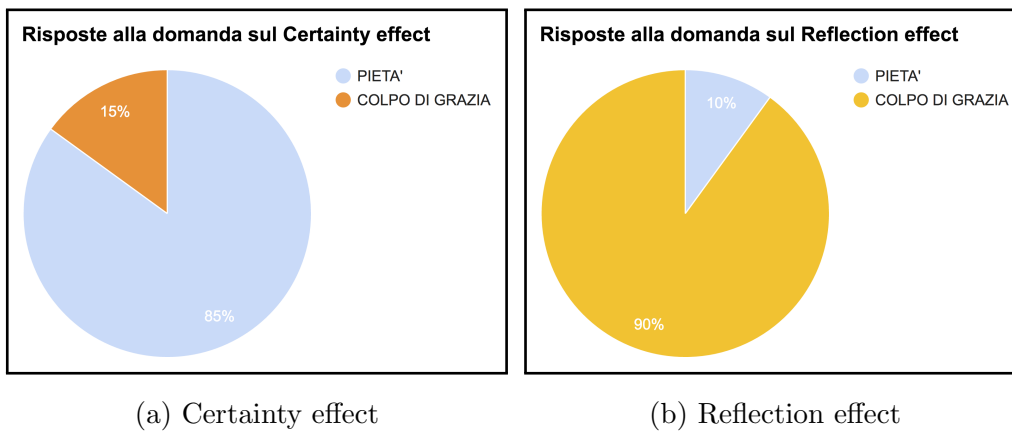 Risposte alla domanda sul Certainty effect
PIETA'
COLPO DI GRAZIA
15%
85%
(a) Certainty effect
Risposte alla domanda sul Reflection effect
PIETA'
COLPO DI GRAZIA
10%
90%
(b) Reflection effect